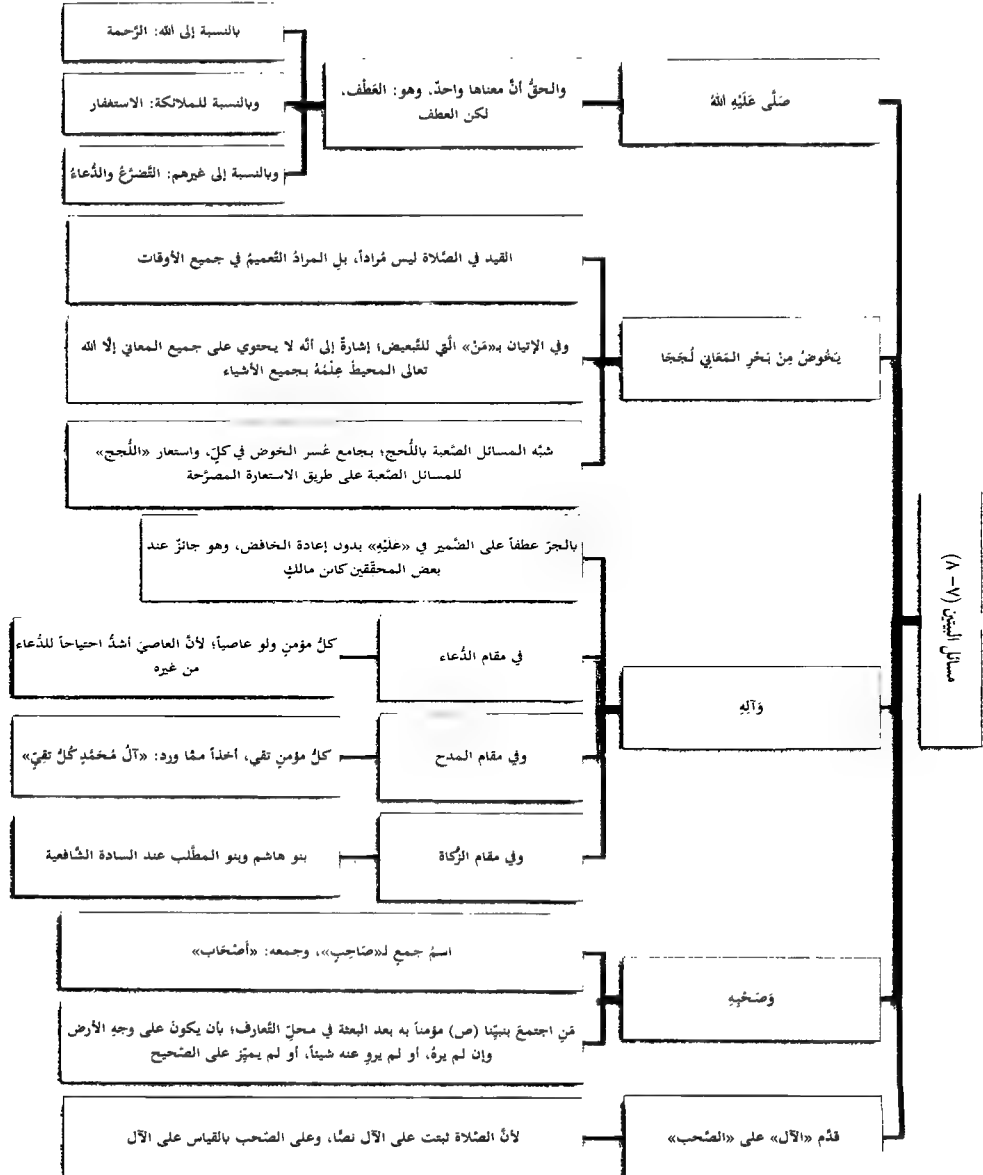 مسائل البيتين (٧- ٨)
صَلَّى عَلَيْهِ اللهُ
والحقُّ أنَّ معناها واحدٌ، وهو: العَطْف،
لكن العطف
بالنسبة إلى الله: الرَّحمة
وبالنسبة للملائكة: الاستغفار
وبالنسبة إلى غيرهم: التَّضرُّعُ والدُّعاءُ
يَخُوضُ مِنْ بَحْرِ المَعَانِي لُجَجَا
القيد في الصَّلاة ليس مُراداً، بلِ المرادُ التَّعميمُ في جميع الأوقات
وفي الإتيان بـ«مَنْ» الَّتِي للتَّبعيض؛ إشارةٌ إلى أنَّه لا يحتوي على جميع المعاني إلَّا الله
تعالى المحيطُ عِلْمُهُ بجميع الأشياء
شبَّه المسائل الصَّعبة باللُّحج؛ بجامع عُسر الخوض في كلٍّ، واستعار «اللُّجج»
للمسائل الصَّعبة على طريق الاستعارة المصرَّحة
وَآلِهِ
بالجرّ عطفاً على الضَّمير في «عَلَيْهِ» بدون إعادة الخافض، وهو جائزٌ عند
بعض المحقِّقين كابن مالكٍ
في مقام الدُّعاء
كلُّ مؤمنٍ ولو عاصياً؛ لأنَّ العاصيَ أشدُّ احتياجاً للدُّعاء
من غيره
وفي مقام المدح
كلُّ مؤمنٍ تقي، أخذاً ممَّا ورد: «آلُ مُحَمَّدٍ كُلُّ تَقِيٍّ»
وفي مقام الزَّكاة
بنو هاشم وبنو المطَّلب عند السادة الشَّافعية
وَصَحْبِهِ
اسمُ جمعٍ لـ«صَاحِبٍ»، وجمعه: «أَصْحَاب»
مَنِ اجتمعَ بنبيِّنا (ص) مؤمناً به بعد البعثة في محلِّ التَّعارف؛ بأن يكونَ على وجهِ الأرض
وإن لم يرهُ، أو لم يروِ عنه شيئاً، أو لم يميِّز على الصَّحيح
قدَّم «الآل» على «الصَّحب»
لأنَّ الصَّلاة ثبتت على الآل نصًّا، وعلى الصَّحب بالقياس على الآل